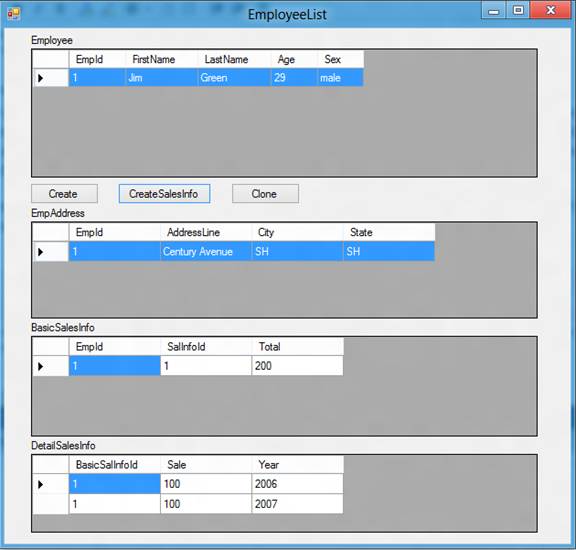 EmployeeList
Employee
EmpId FirstName LastName Age Sex
1 Jim Green 29 male
Create CreateSalesInfo Clone
EmpAddress
EmpId AddressLine City State
1 Century Avenue SH SH
BasicSalesInfo
EmpId SalInfoId Total
1 1 200
DetailSalesInfo
BasicSalInfoId Sale Year
1 100 2006
1 100 2007